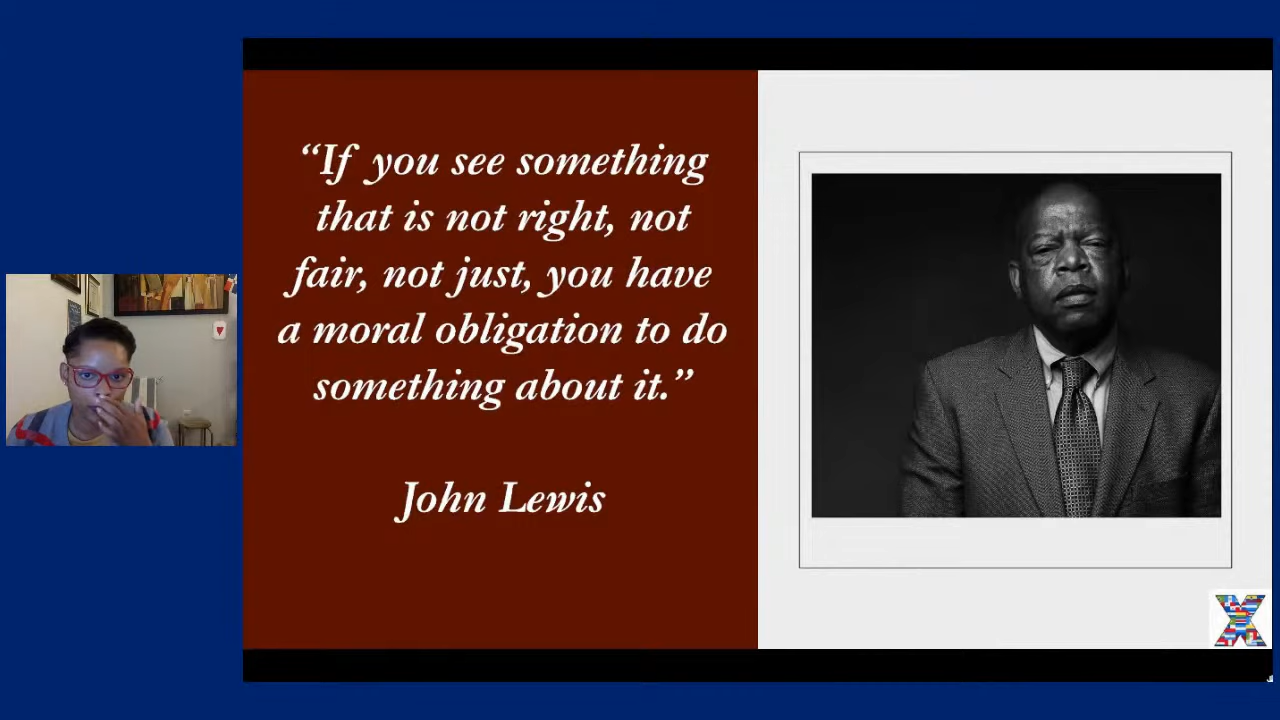 “If you see something
that is not right, not
fair, not just, you have
a moral obligation to do
something about it.”
John Lewis